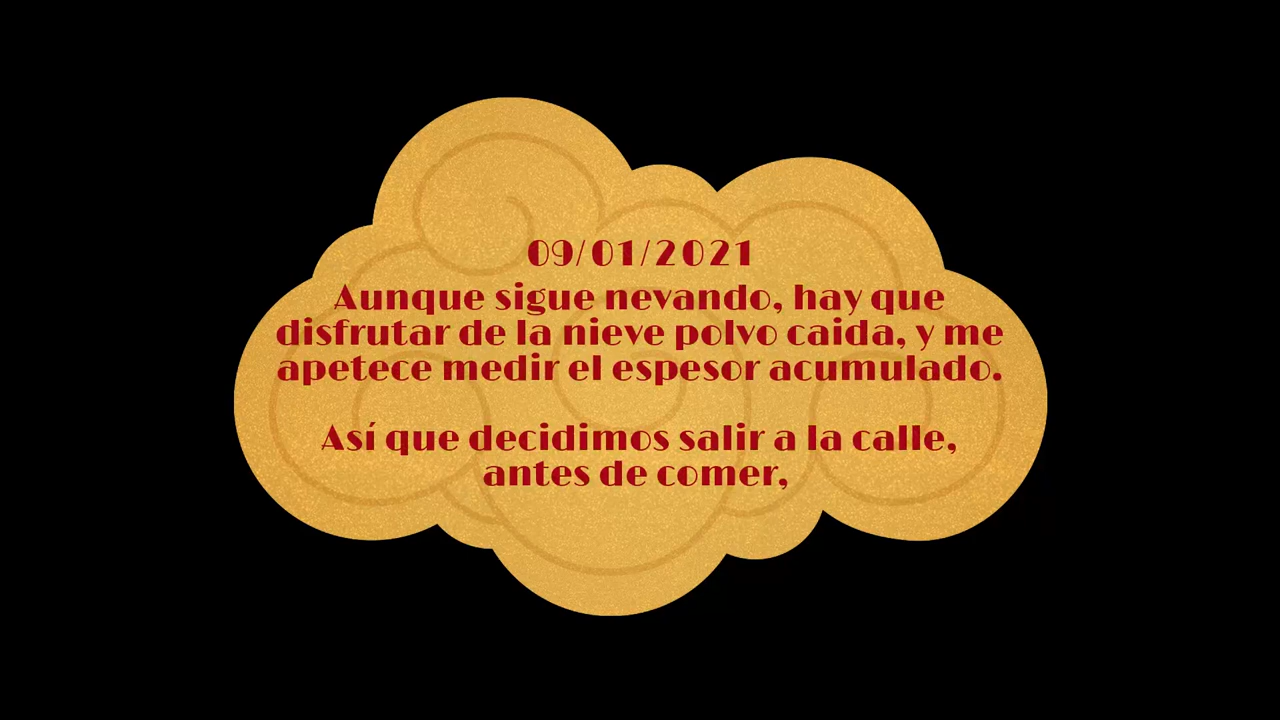 09/01/2021
Aunque sigue nevando, hay que
disfrutar de la nieve polvo caida, y me
apetece medir el espesor acumulado.
Así que decidimos salir a la calle,
antes de comer,